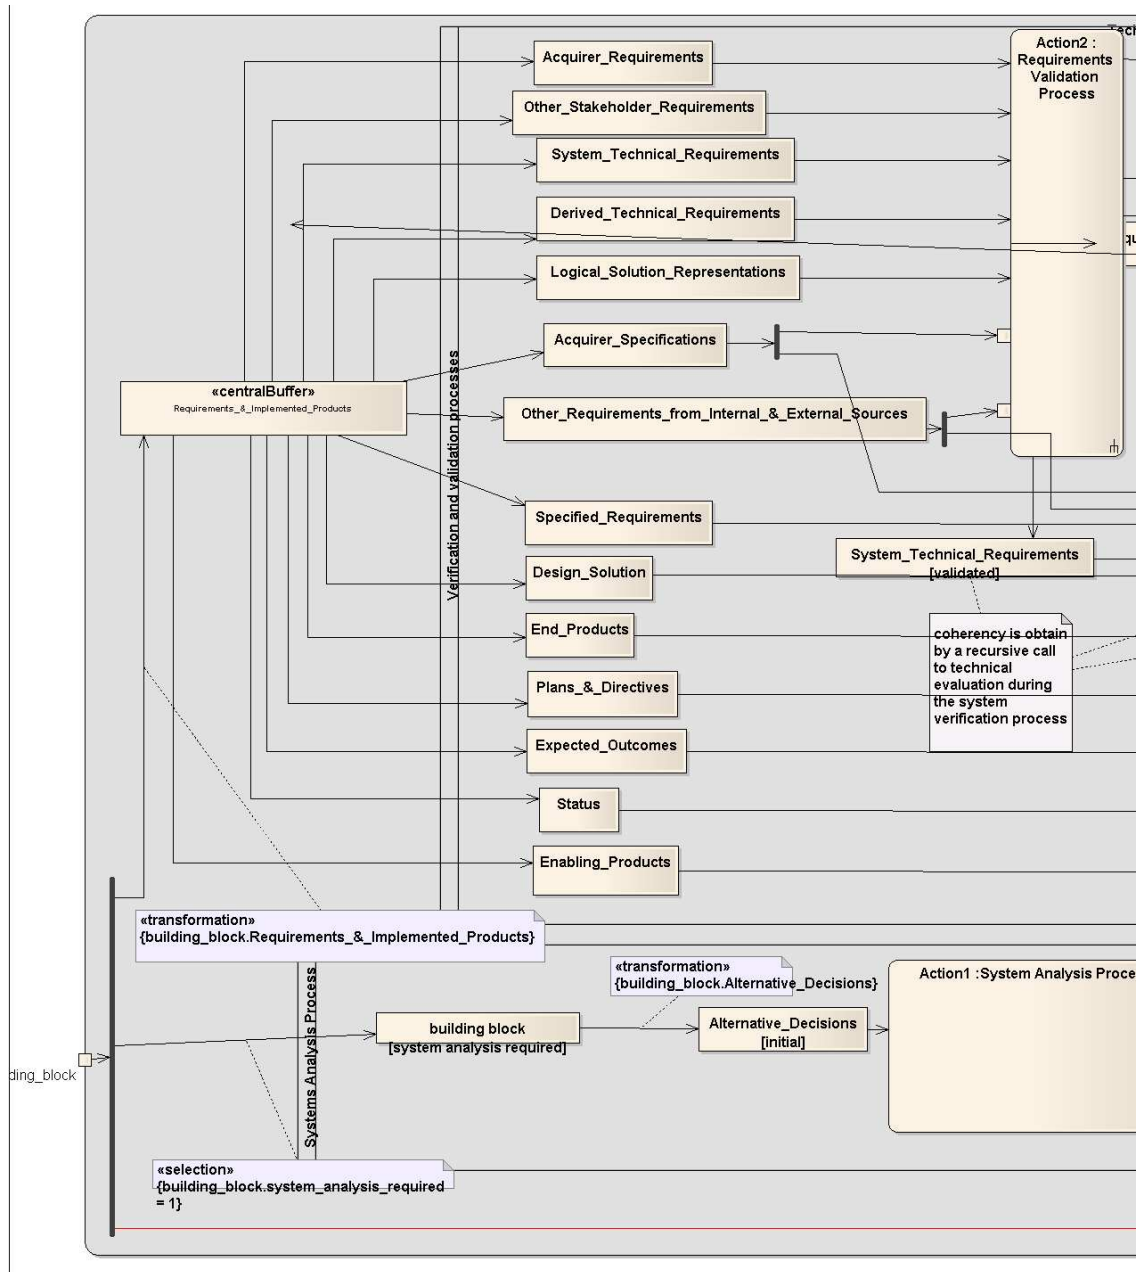 Tech
Action2 :
Requirements
Validation
Process
Acquirer_Requirements
Other_Stakeholder_Requirements
System_Technical_Requirements
Derived_Technical_Requirements
Logical_Solution_Representations
Acquirer_Specifications
«centralBuffer»
Requirements_&_Implemented_Products
Other_Requirements_from_Internal_&_External_Sources
Verification and validation processes
Specified_Requirements
System_Technical_Requirements
[validated]
Design_Solution
End_Products
coherency is obtain
by a recursive call
to technical
evaluation during
the system
verification process
Plans_&_Directives
Expected_Outcomes
Status
Enabling_Products
«transformation»
{building_block.Requirements_&_Implemented_Products}
«transformation»
{building_block.Alternative_Decisions}
Action1 :System Analysis Proce
Systems Analysis Process
building block
[system analysis required]
Alternative_Decisions
[initial]
ding_block
«selection»
{building_block.system_analysis_required
= 1}